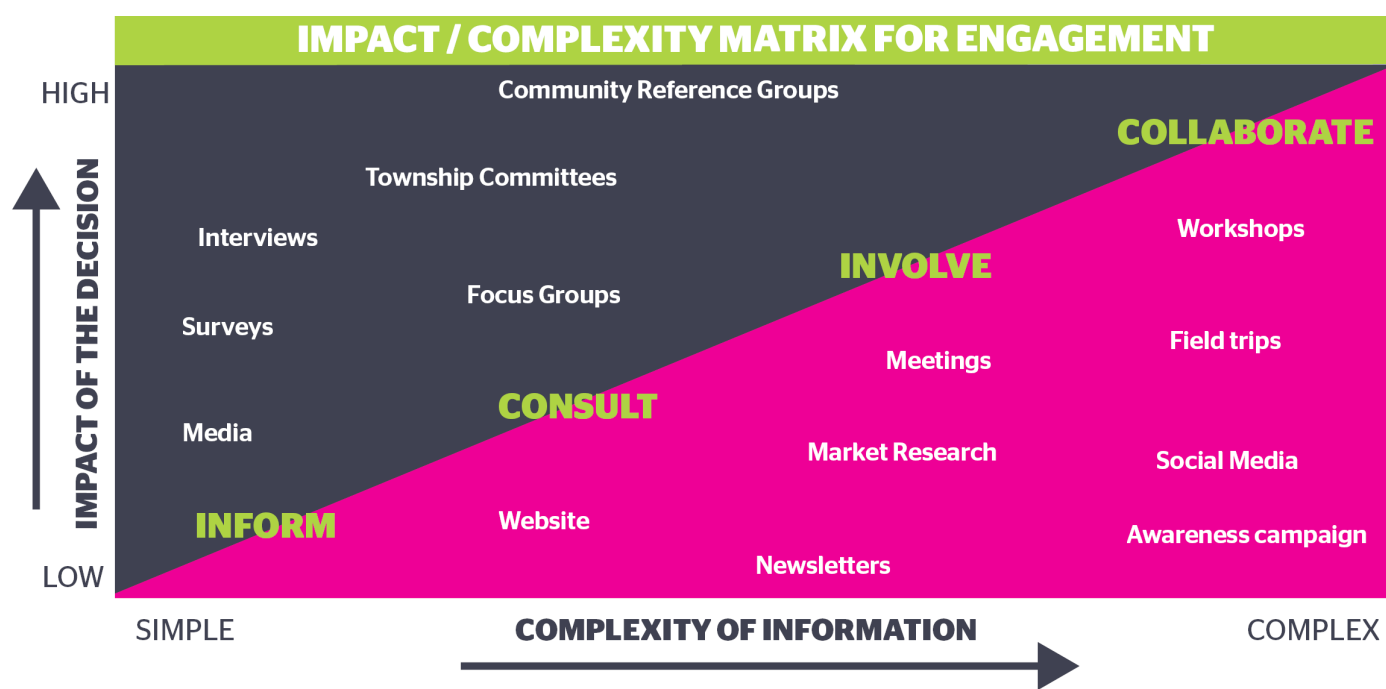 IMPACT / COMPLEXITY MATRIX FOR ENGAGEMENT
HIGH
Community Reference Groups
COLLABORATE
Township Committees
Workshops
Interviews
INVOLVE
Focus Groups
Surveys
Field trips
Meetings
CONSULT
Media
Market Research
Social Media
INFORM
Website
Awareness campaign
Newsletters
LOW
IMPACT OF THE DECISION
SIMPLE
COMPLEXITY OF INFORMATION
COMPLEX